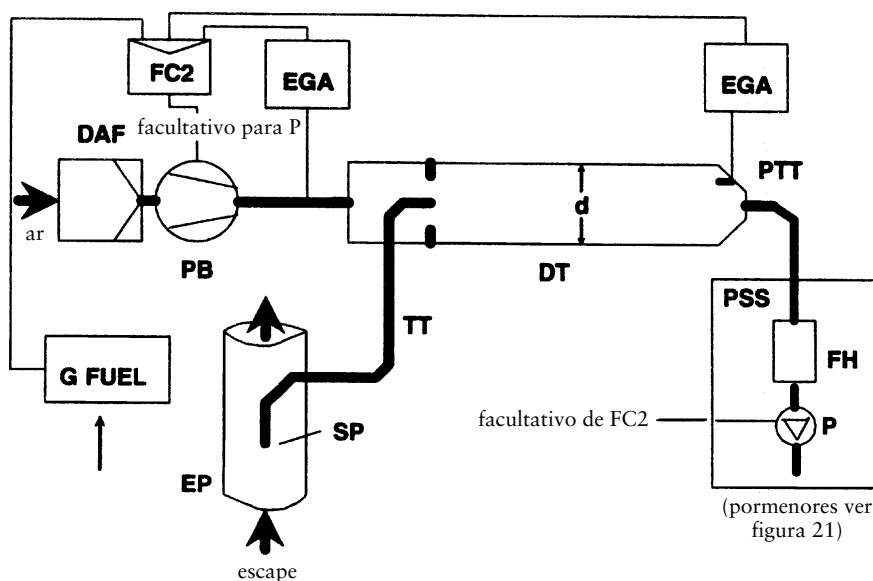 FC2
EGA
EGA
DAF
facultativo para P
PTT
ar
d
PB
DT
PSS
TT
FH
G FUEL
facultativo de FC2
P
SP
EP
(pormenores ver
figura 21)
escape